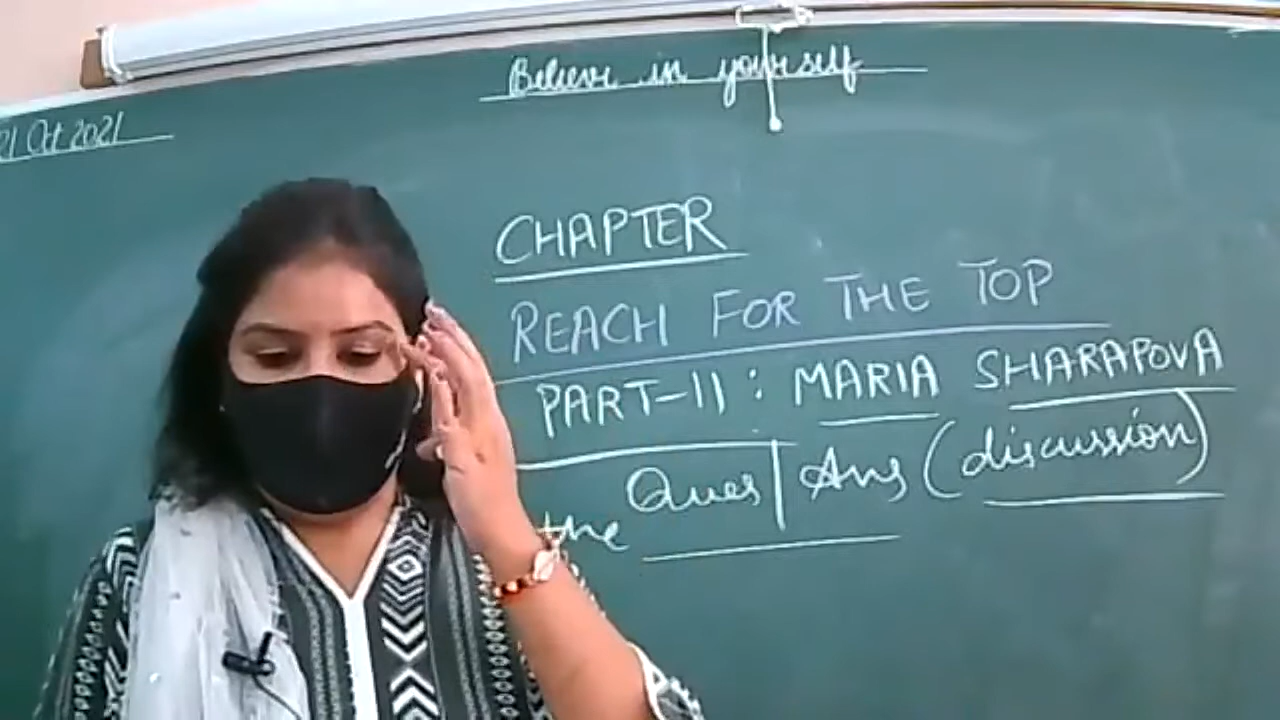 Believe in yourself
21 Oct 2021
CHAPTER
REACH FOR THE TOP
PART-II : MARIA SHARAPOVA
Ques | Ans (discussion)
the